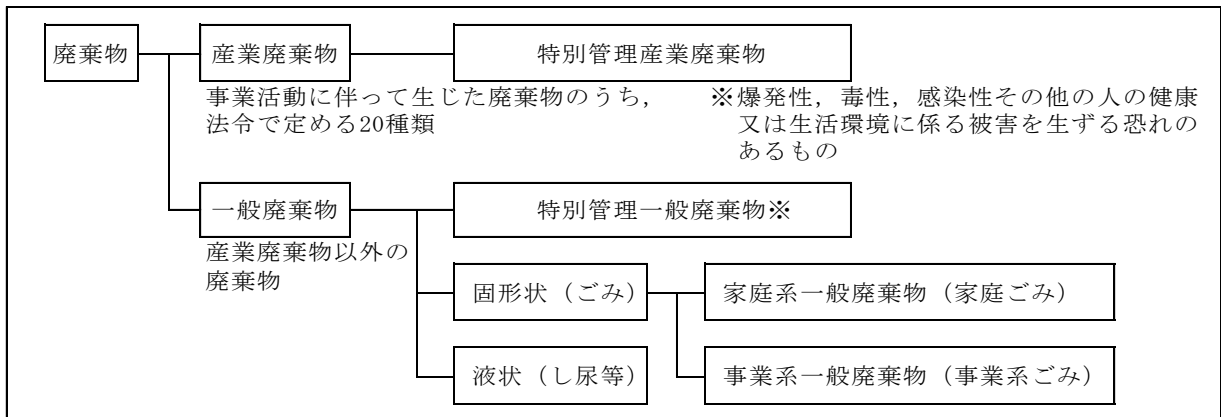 廃棄物
産業廃棄物
特別管理産業廃棄物
事業活動に伴って生じた廃棄物のうち，
法令で定める20種類
※爆発性，毒性，感染性その他の人の健康
又は生活環境に係る被害を生ずる恐れの
あるもの
一般廃棄物
特別管理一般廃棄物※
産業廃棄物以外の
廃棄物
固形状（ごみ）
家庭系一般廃棄物（家庭ごみ）
液状（し尿等）
事業系一般廃棄物（事業系ごみ）